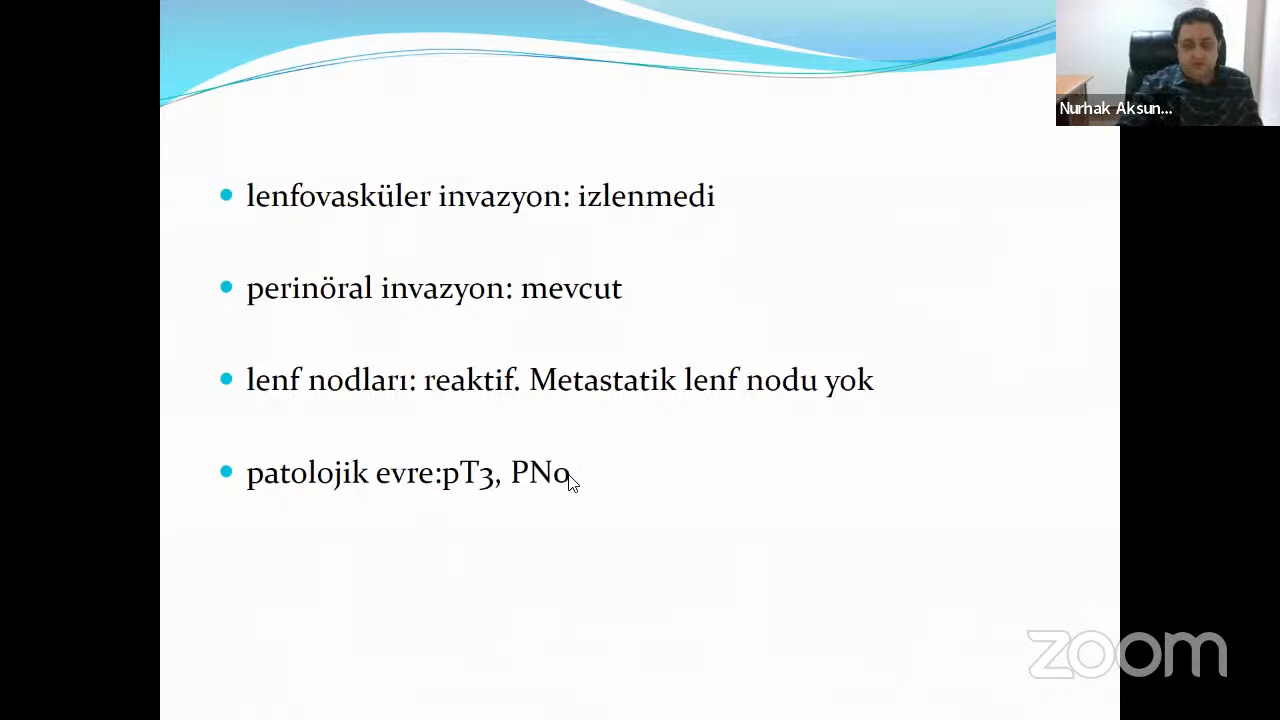 Nurhak Aksun...
lenfovasküler invazyon: izlenmedi
perinöral invazyon: mevcut
lenf nodları: reaktif. Metastatik lenf nodu yok
patolojik evre:pT3, PN0
zoom